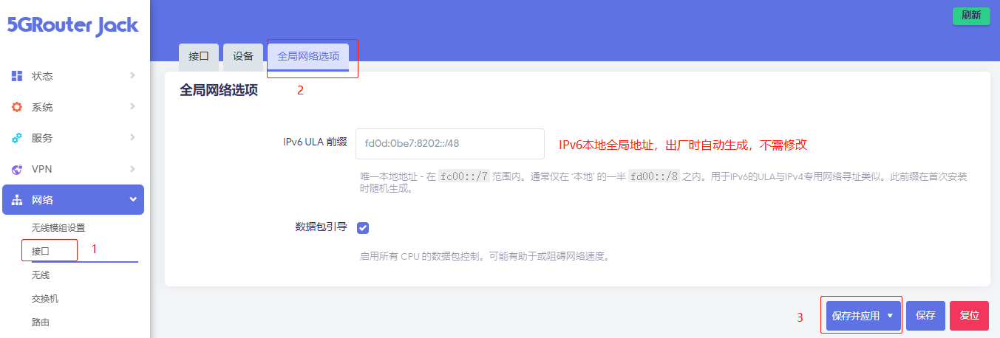 5GRouter Jack
刷新
接口
设备
全局网络选项
状态
系统
服务
VPN
网络
无线模组设置
接口
1
无线
交换机
路由
全局网络选项
2
IPv6 ULA 前缀
fd0d:0be7:8202::/48
IPv6本地全局地址，出厂时自动生成，不需修改
唯一本地地址 - 在 fc00::/7 范围内。通常仅在 ‘本地’ 的一半 fd00::/8 之内。用于IPv6的ULA与IPv4专用网络寻址类似。此前缀在首次安装
时随机生成。
数据包引导
启用所有 CPU 的数据包控制。可能有助于或阻碍网络速度。
3
保存并应用
保存
复位